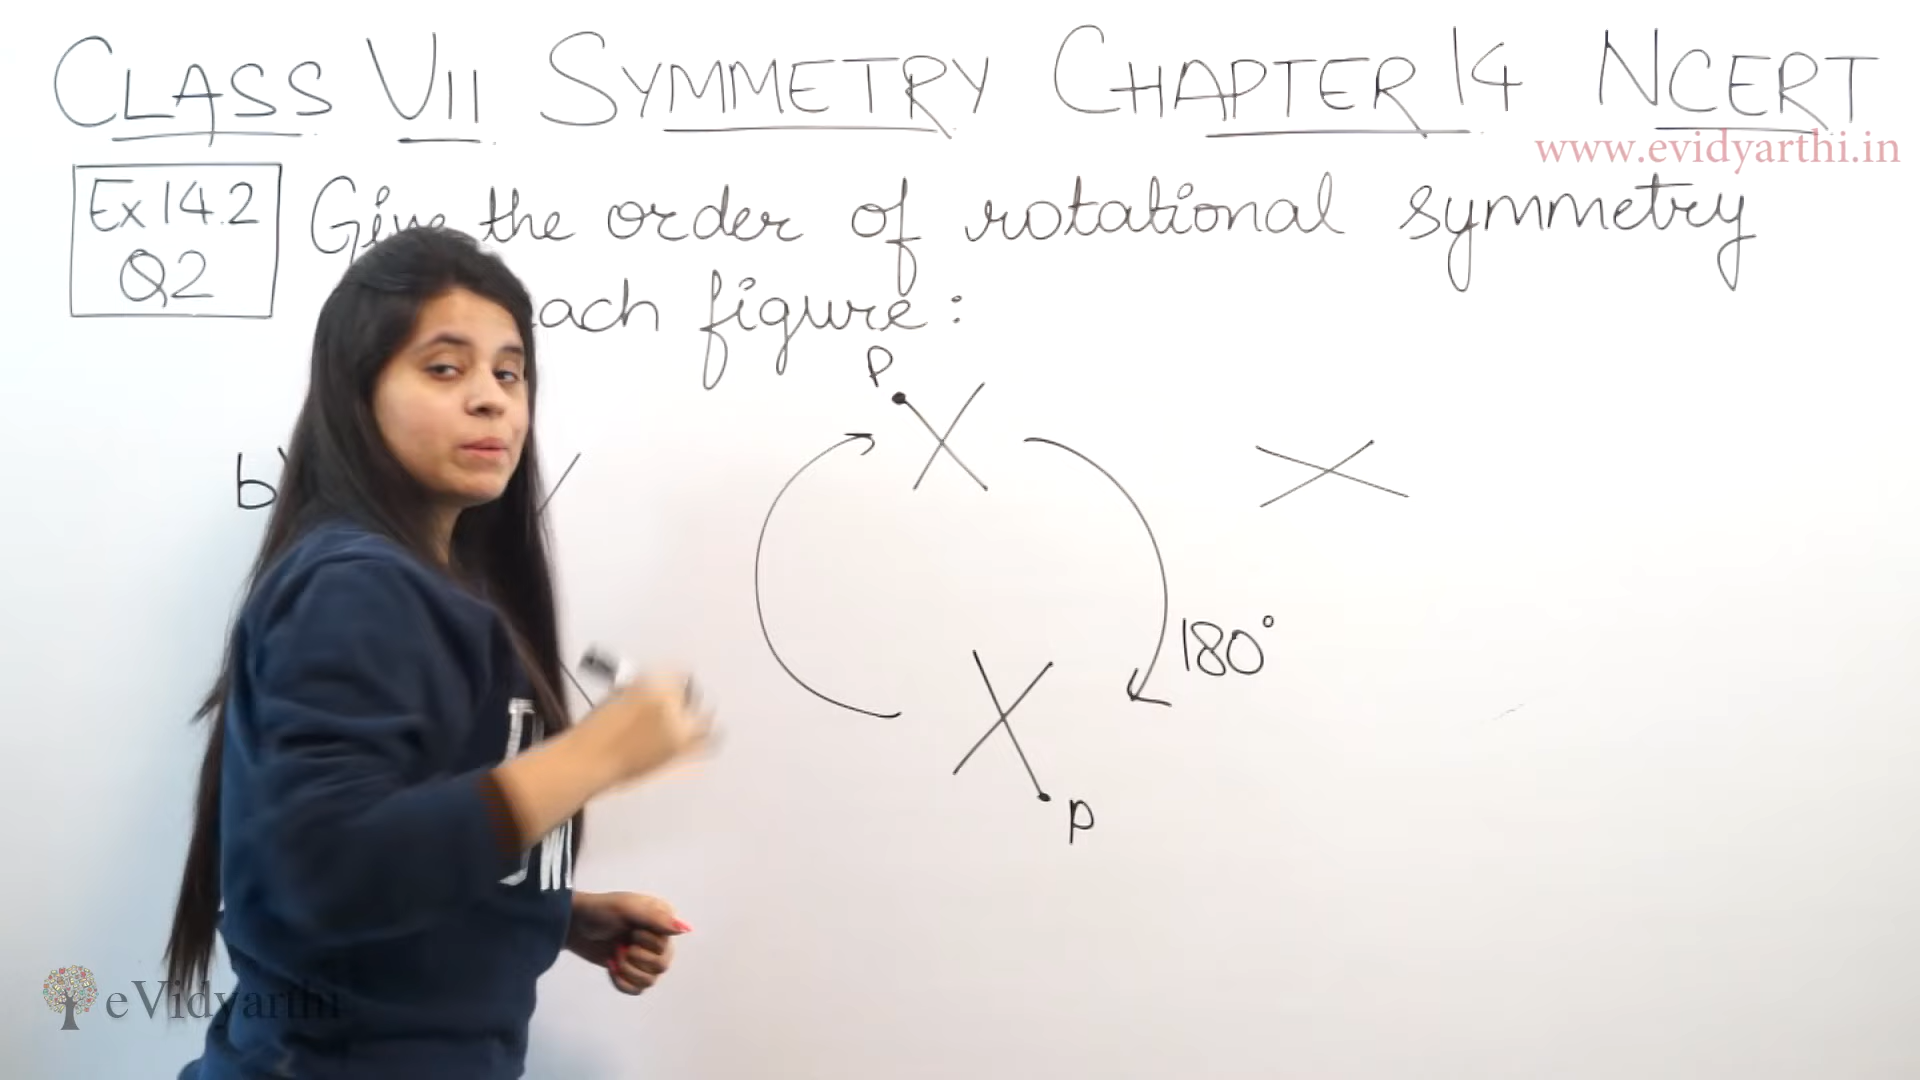 CLASS VII SYMMETRY CHAPTER 14 NCERT
www.evidyarthi.in
Ex 14.2
Q2
Give the order of rotational symmetry
figure :
P
b)
180°
P
eVidyarthi